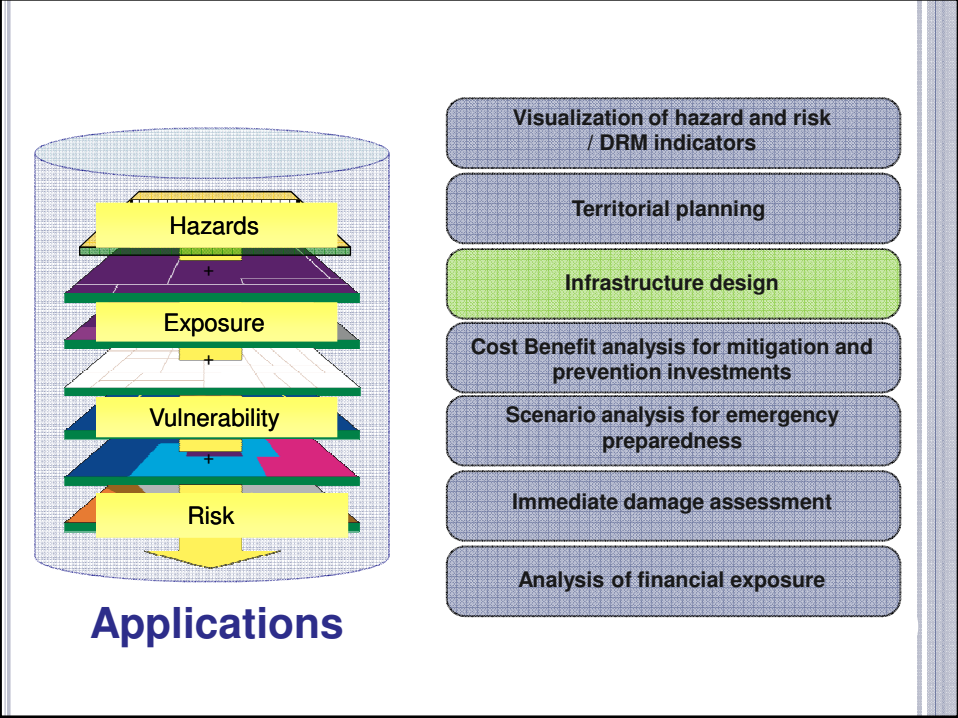 Hazards
+
Exposure
+
Vulnerability
+
Risk
Applications
Visualization of hazard and risk
/ DRM indicators
Territorial planning
Infrastructure design
Cost Benefit analysis for mitigation and
prevention investments
Scenario analysis for emergency
preparedness
Immediate damage assessment
Analysis of financial exposure